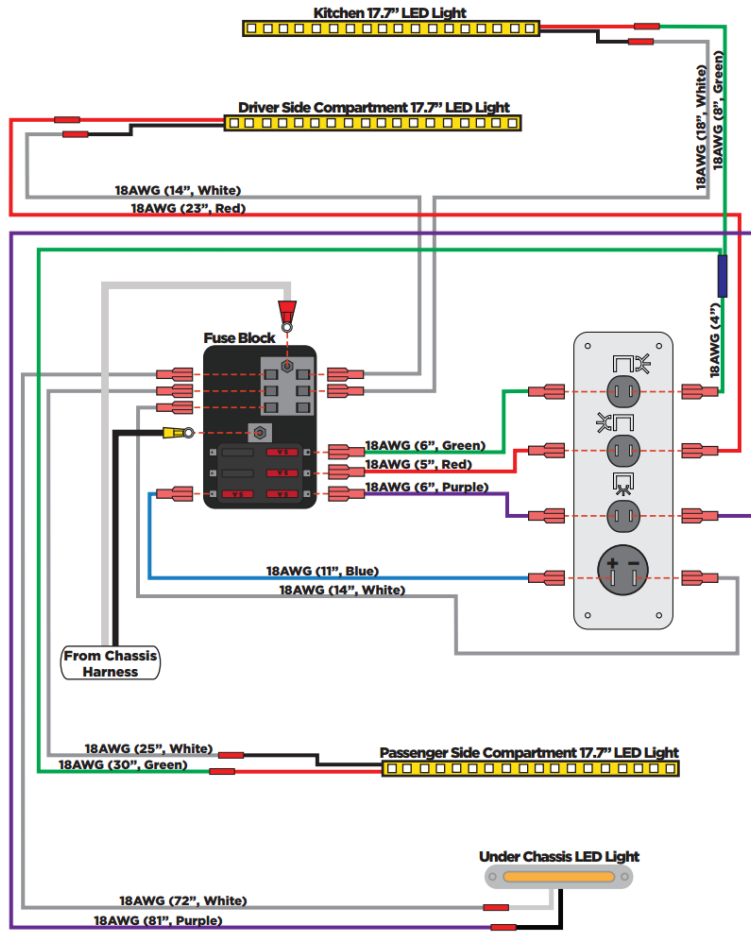 Kitchen 17.7" LED Light
18AWG (18", White)
18AWG (8", Green)
Driver Side Compartment 17.7" LED Light
18AWG (14", White)
18AWG (23", Red)
18AWG (4")
Fuse Block
18AWG (6", Green)
18AWG (5", Red)
18AWG (6", Purple)
+ −
18AWG (11", Blue)
18AWG (14", White)
From Chassis
Harness
18AWG (25", White)
18AWG (30", Green)
Passenger Side Compartment 17.7" LED Light
Under Chassis LED Light
18AWG (72", White)
18AWG (81", Purple)